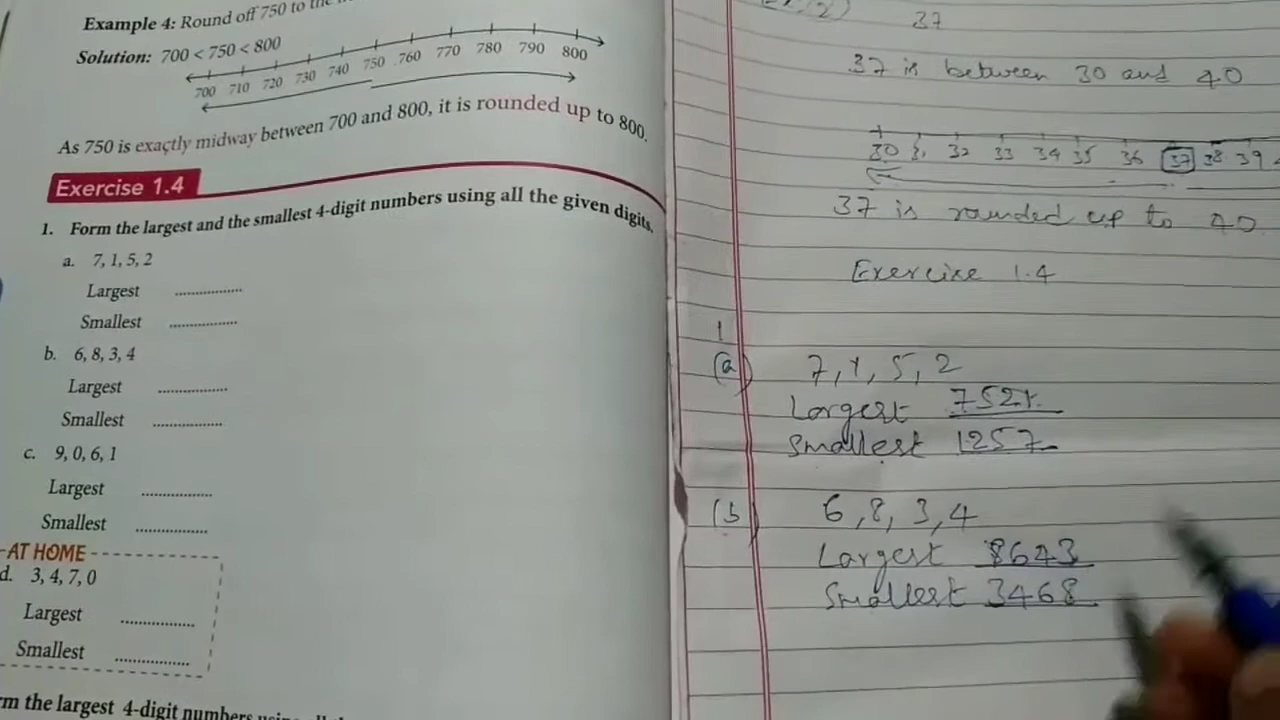 Example 4: Round off 750 to the
Solution: 700 < 750 < 800
700 710 720 730 740 750 760 770 780 790 800
As 750 is exactly midway between 700 and 800, it is rounded up to 800.
Exercise 1.4
1. Form the largest and the smallest 4-digit numbers using all the given digits.
a. 7, 1, 5, 2
Largest ..............
Smallest ..............
b. 6, 8, 3, 4
Largest ..............
Smallest ..............
c. 9, 0, 6, 1
Largest ..............
Smallest ..............
AT HOME
d. 3, 4, 7, 0
Largest ..............
Smallest ..............
the largest 4-digit numbers
37
37 is between 30 and 40
30 31 32 33 34 35 36 37 38 39
37 is rounded up to 40
Exercise 1.4
1
(a) 7, 1, 5, 2
Largest 7521
Smallest 1257
(b) 6, 8, 3, 4
Largest 8643
Smallest 3468